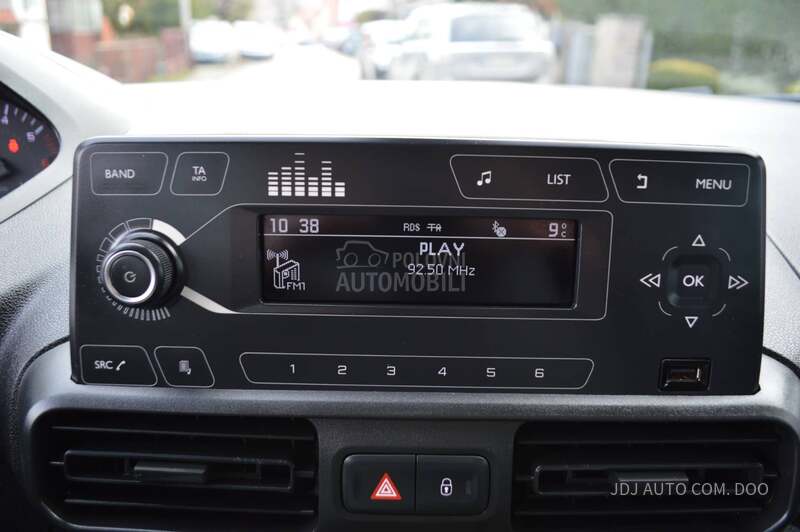 BAND
TA
INFO
LIST
MENU
10 38
RDS TA
9°C
PLAY
92.50 MHz
FM1
POLOVNI
AUTOMOBILI
OK
SRC
1 2 3 4 5 6
JDJ AUTO COM. DOO